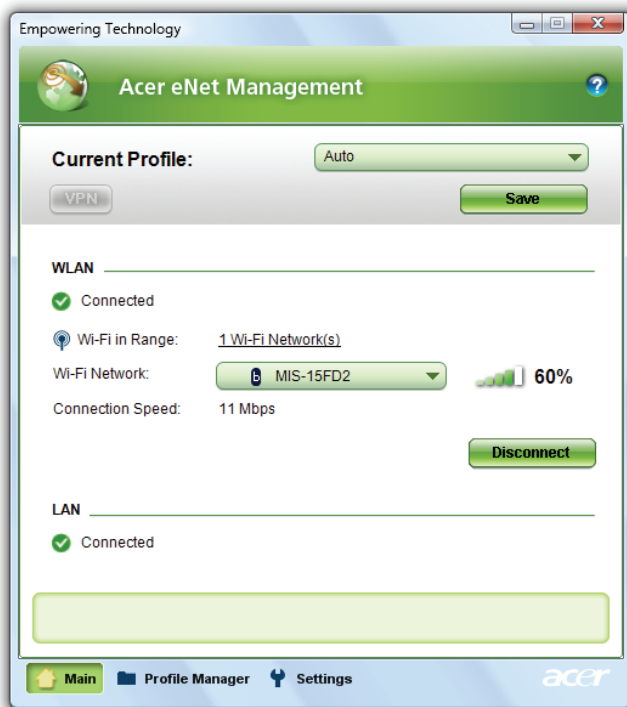 Empowering Technology
Acer eNet Management
?
Current Profile:
Auto
VPN
Save
WLAN
Connected
Wi-Fi in Range:
1 Wi-Fi Network(s)
Wi-Fi Network:
b MIS-15FD2
60%
Connection Speed:
11 Mbps
Disconnect
LAN
Connected
Main
Profile Manager
Settings
acer